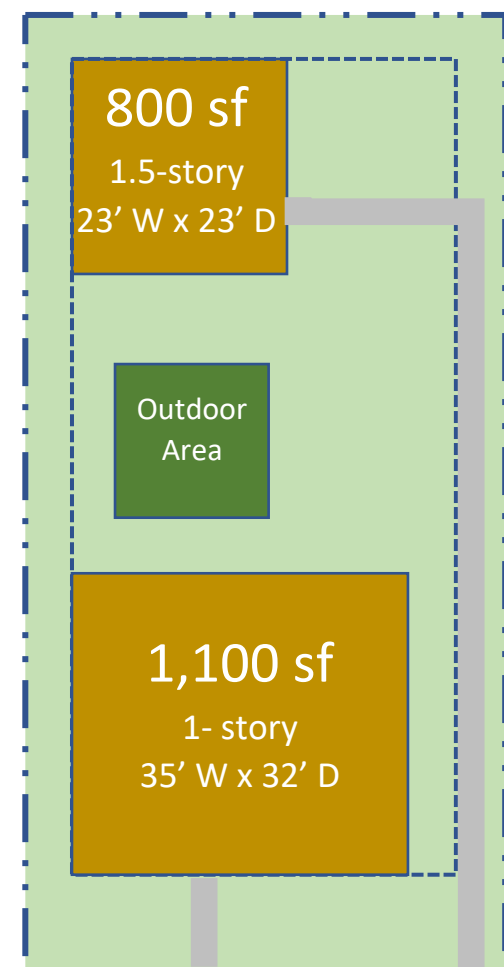 800 sf
1.5-story
23’ W x 23’ D
Outdoor
Area
1,100 sf
1- story
35’ W x 32’ D